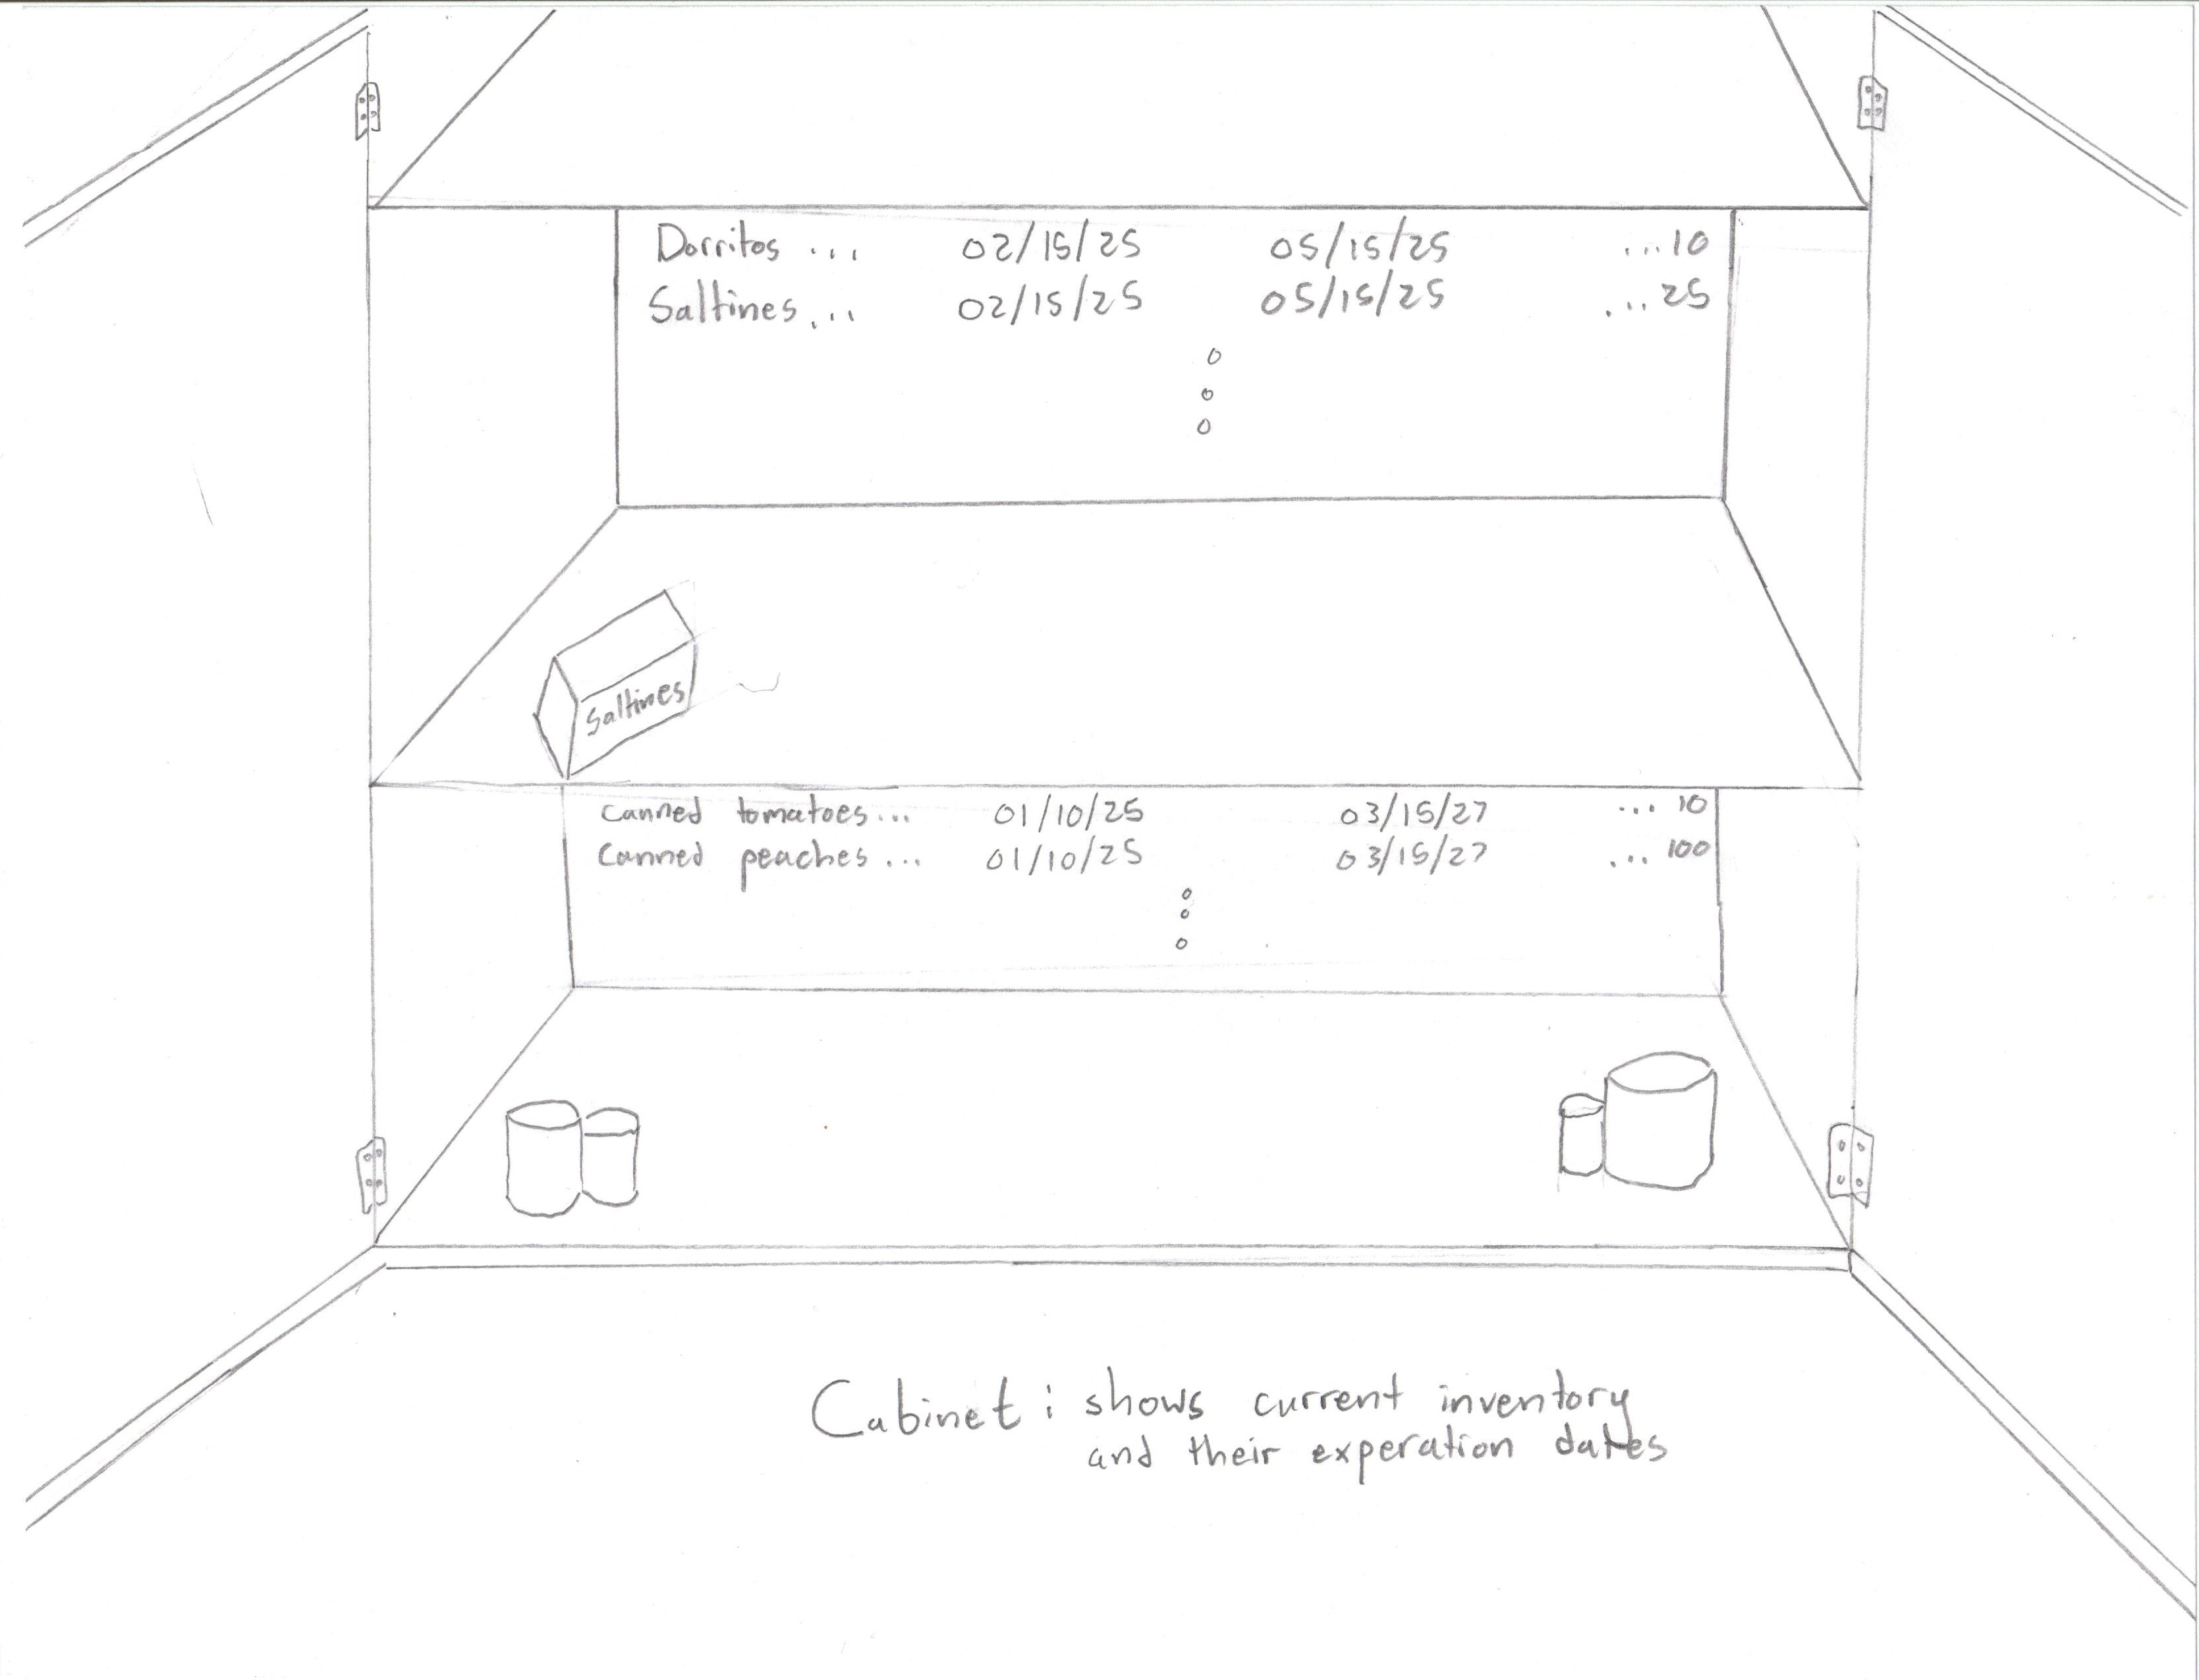 Dorritos ... 02/15/25 05/15/25 ...10
Saltines... 02/15/25 05/15/25 ...25
Saltines
Canned tomatoes... 01/10/25 03/15/27 ... 10
Canned peaches... 01/10/25 03/15/27 ... 100
Cabinet: shows current inventory
and their experation dates